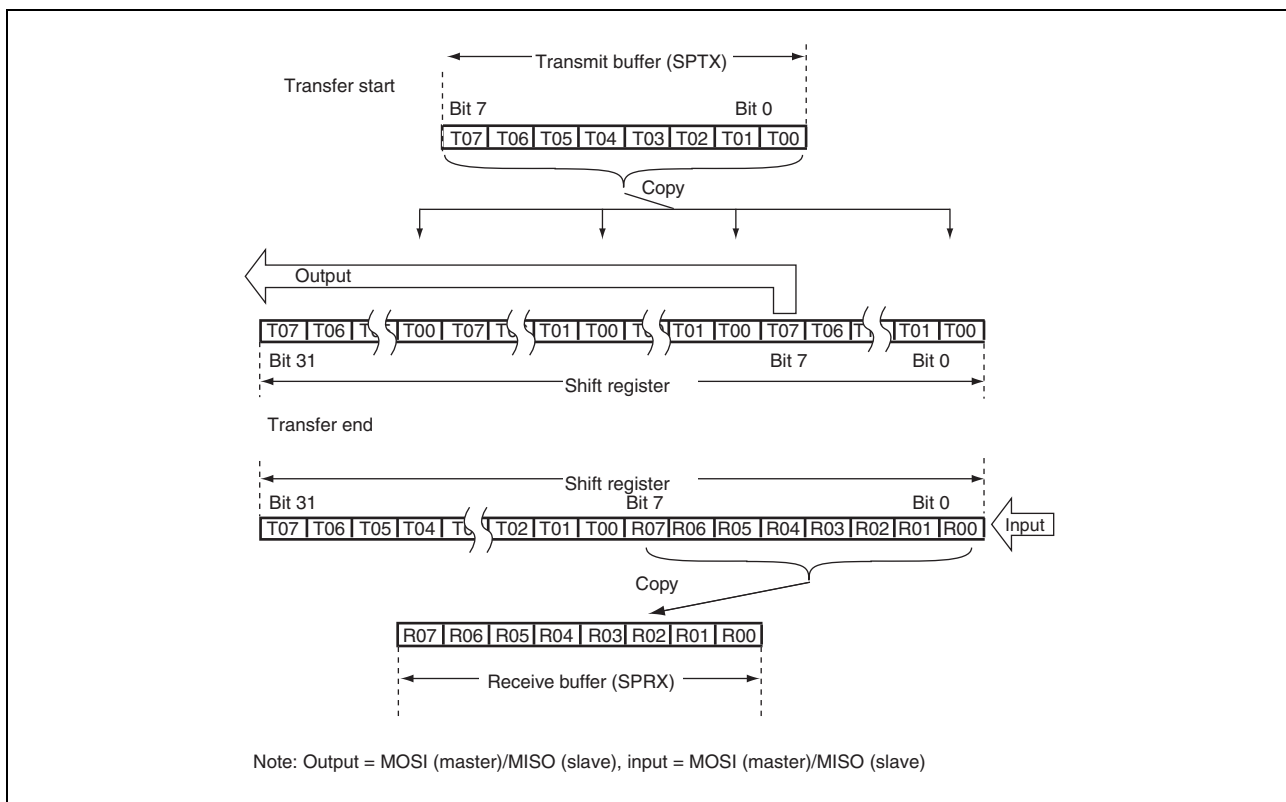 Transmit buffer (SPTX)
Transfer start
Bit 7 Bit 0
T07 T06 T05 T04 T03 T02 T01 T00
Copy
Output
T07 T06 T00 T07 T01 T00 T01 T00 T07 T06 T01 T00
Bit 31 Bit 7 Bit 0
Shift register
Transfer end
Shift register
Bit 31 Bit 7 Bit 0
T07 T06 T05 T04 T02 T01 T00 R07 R06 R05 R04 R03 R02 R01 R00 Input
Copy
R07 R06 R05 R04 R03 R02 R01 R00
Receive buffer (SPRX)
Note: Output = MOSI (master)/MISO (slave), input = MOSI (master)/MISO (slave)